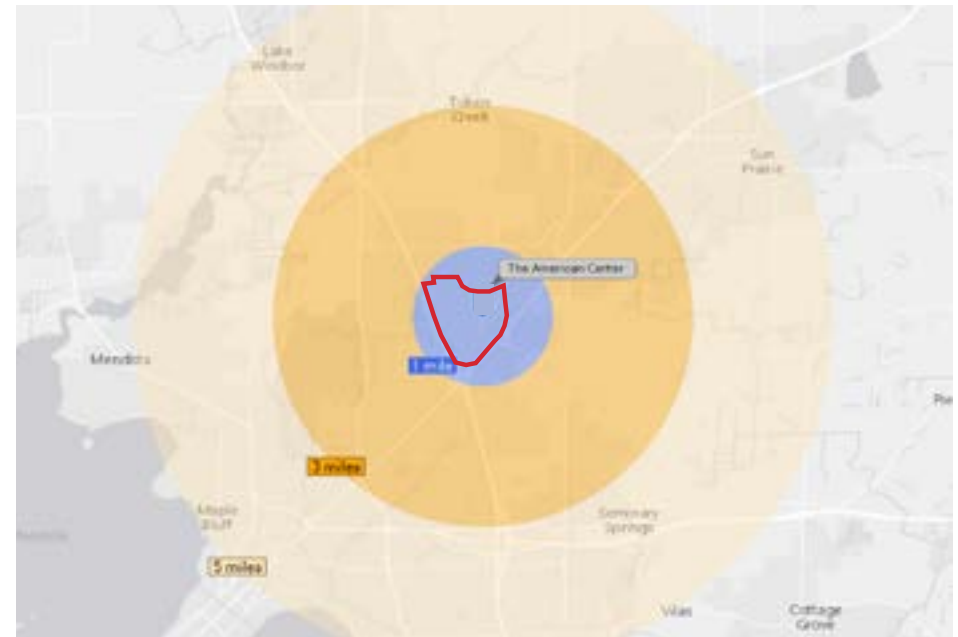 Lake
Windsor
Token
Creek
Sun
Prairie
The American Center
Mendota
1 mile
3 miles
Maple
Bluff
Seminary
Springs
5 miles
Vilas
Cottage
Grove